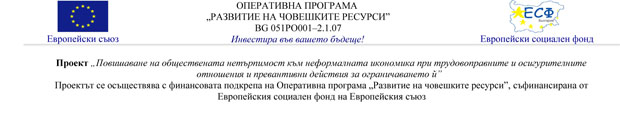 ОПЕРАТИВНА ПРОГРАМА
„РАЗВИТИЕ НА ЧОВЕШКИТЕ РЕСУРСИ”
BG 051PO001–2.1.07
ЕСФ
Европейски съюз Инвестира във вашето бъдеще! Европейски социален фонд
Проект „Повишаване на обществената нетърпимост към неформалната икономика при трудовоправните и осигурителните
отношения и превантивни действия за ограничаването ѝ”
Проектът се осъществява с финансовата подкрепа на Оперативна програма „Развитие на човешките ресурси”, съфинансирана от
Европейския социален фонд на Европейския съюз